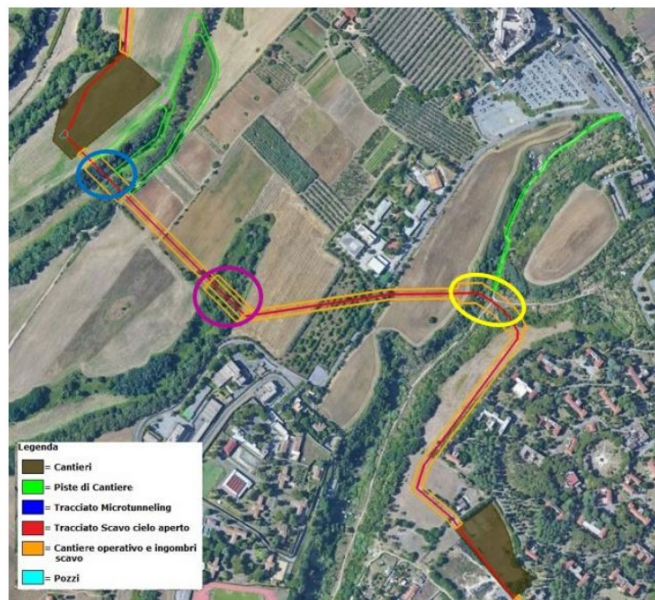 Legenda
= Cantieri
= Piste di Cantiere
= Tracciato Microtunneling
= Tracciato Scavo cielo aperto
= Cantiere operativo e ingombri
scavo
= Pozzi